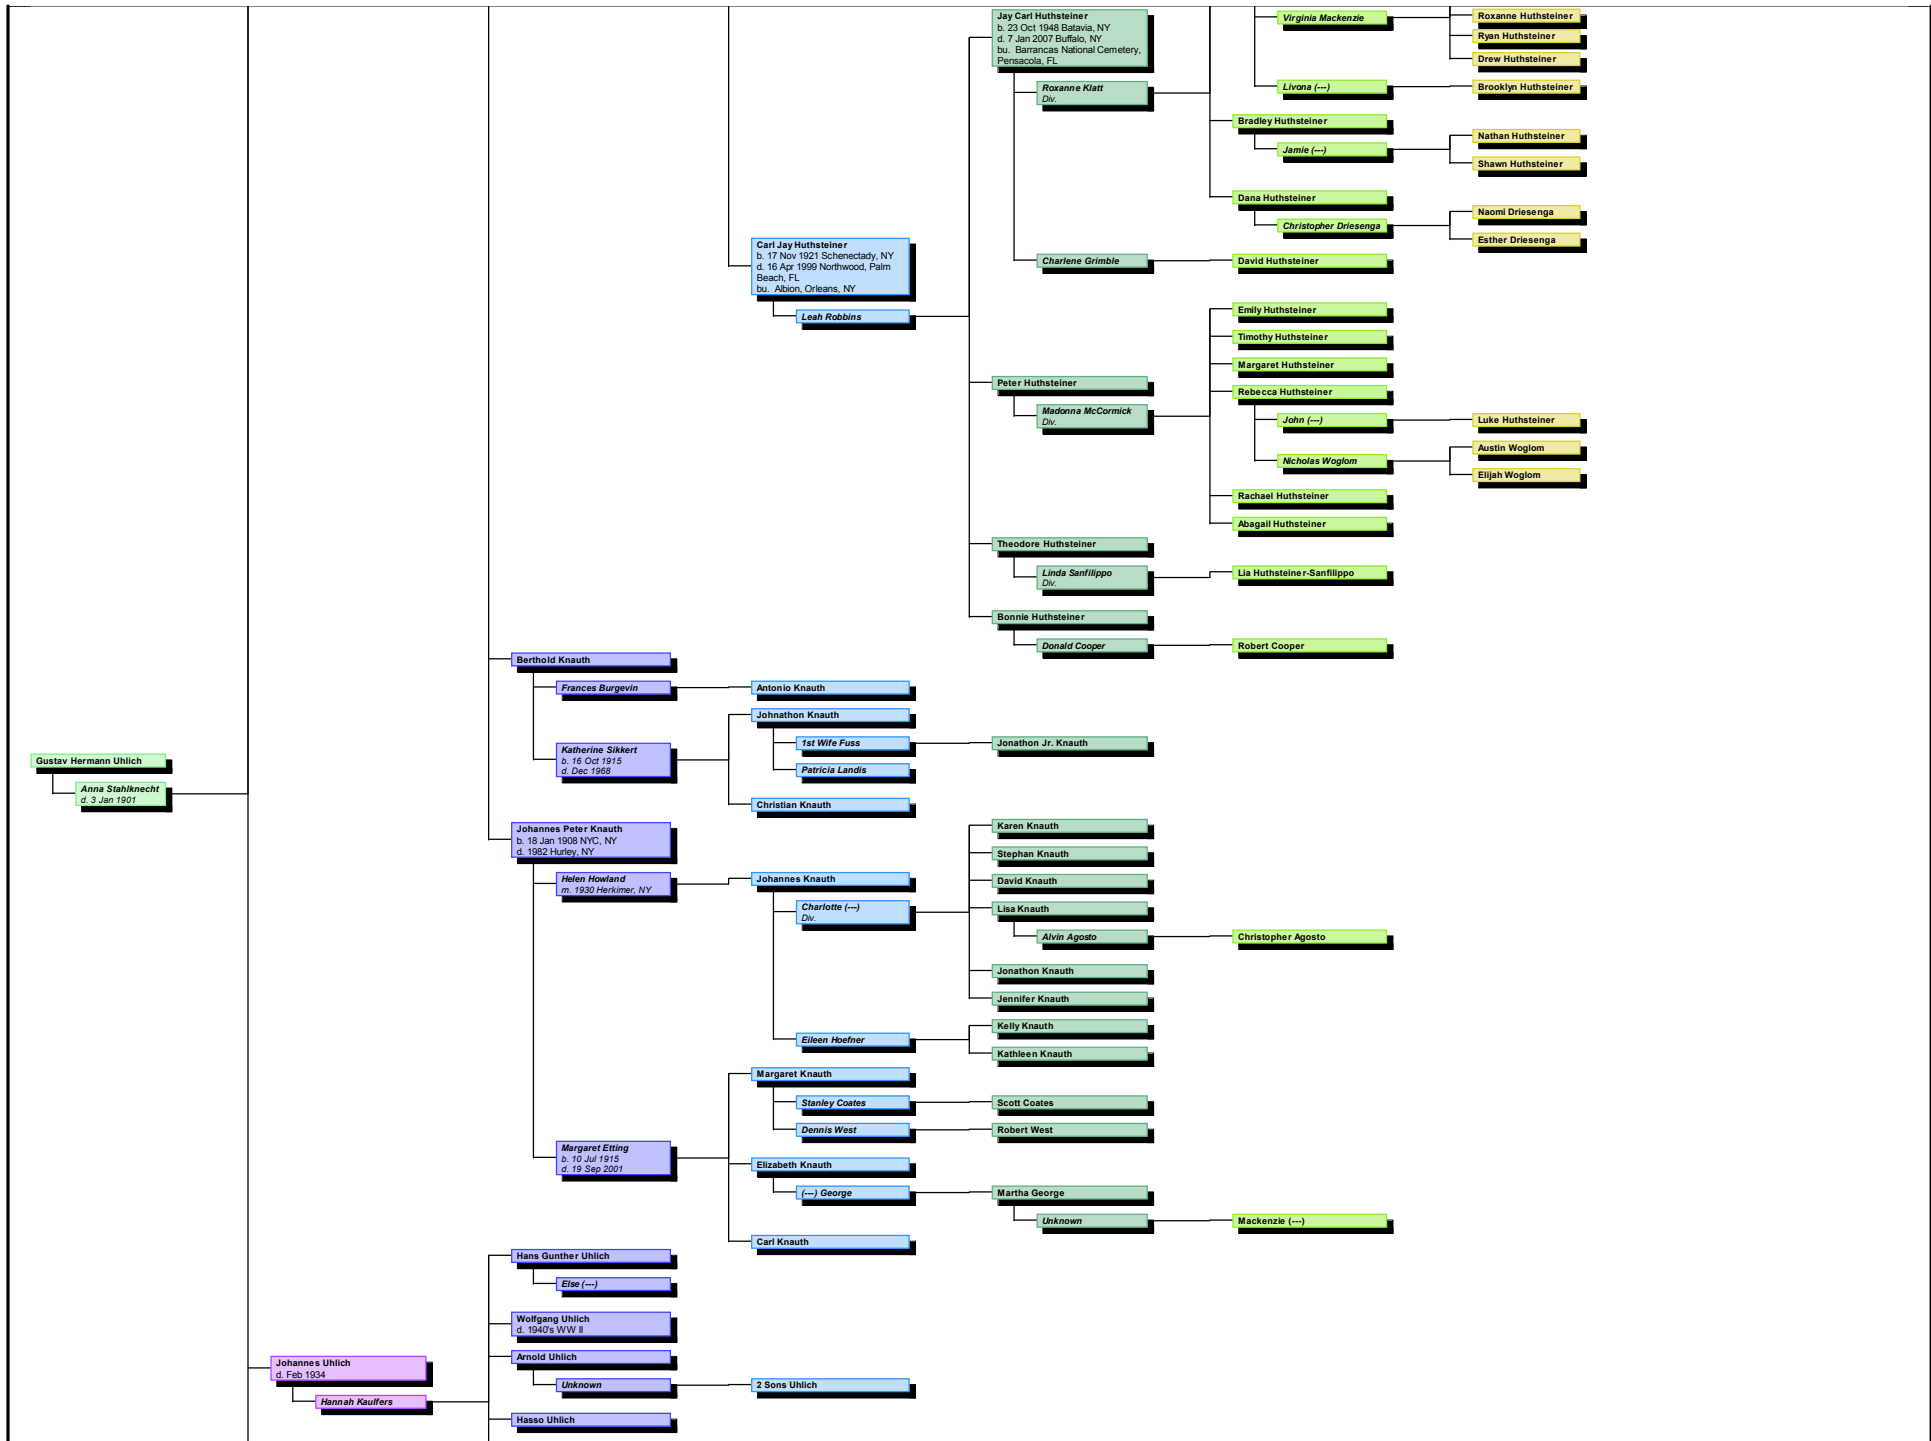 Gustav Hermann Uhlich
Anna Stahlknecht
d. 3 Jan 1901
Johannes Uhlich
d. Feb 1934
Hannah Kaulfers
Berthold Knauth
Frances Burgevin
Katherine Sikkert
b. 16 Oct 1915
d. Dec 1968
Johannes Peter Knauth
b. 18 Jan 1908 NYC, NY
d. 1982 Hurley, NY
Helen Howland
m. 1930 Herkimer, NY
Margaret Etting
b. 10 Jul 1915
d. 19 Sep 2001
Hans Gunther Uhlich
Else (---)
Wolfgang Uhlich
d. 1940's WW II
Arnold Uhlich
Unknown
Hasso Uhlich
Carl Jay Huthsteiner
b. 17 Nov 1921 Schenectady, NY
d. 16 Apr 1999 Northwood, Palm
Beach, FL
bu. Albion, Orleans, NY
Leah Robbins
Antonio Knauth
Johnathon Knauth
1st Wife Fuss
Patricia Landis
Christian Knauth
Johannes Knauth
Charlotte (---)
Div.
Eileen Hoefner
Margaret Knauth
Stanley Coates
Dennis West
Elizabeth Knauth
(---) George
Carl Knauth
2 Sons Uhlich
Jay Carl Huthsteiner
b. 23 Oct 1948 Batavia, NY
d. 7 Jan 2007 Buffalo, NY
bu. Barrancas National Cemetery,
Pensacola, FL
Roxanne Klatt
Div.
Charlene Grimble
Peter Huthsteiner
Madonna McCormick
Div.
Theodore Huthsteiner
Linda Sanfilippo
Div.
Bonnie Huthsteiner
Donald Cooper
Jonathon Jr. Knauth
Karen Knauth
Stephan Knauth
David Knauth
Lisa Knauth
Alvin Agosto
Jonathon Knauth
Jennifer Knauth
Kelly Knauth
Kathleen Knauth
Scott Coates
Robert West
Martha George
Unknown
Virginia Mackenzie
Livona (---)
Bradley Huthsteiner
Jamie (---)
Dana Huthsteiner
Christopher Driesenga
David Huthsteiner
Emily Huthsteiner
Timothy Huthsteiner
Margaret Huthsteiner
Rebecca Huthsteiner
John (---)
Nicholas Woglom
Rachael Huthsteiner
Abagail Huthsteiner
Lia Huthsteiner-Sanfilippo
Robert Cooper
Christopher Agosto
Mackenzie (---)
Roxanne Huthsteiner
Ryan Huthsteiner
Drew Huthsteiner
Brooklyn Huthsteiner
Nathan Huthsteiner
Shawn Huthsteiner
Naomi Driesenga
Esther Driesenga
Luke Huthsteiner
Austin Woglom
Elijah Woglom